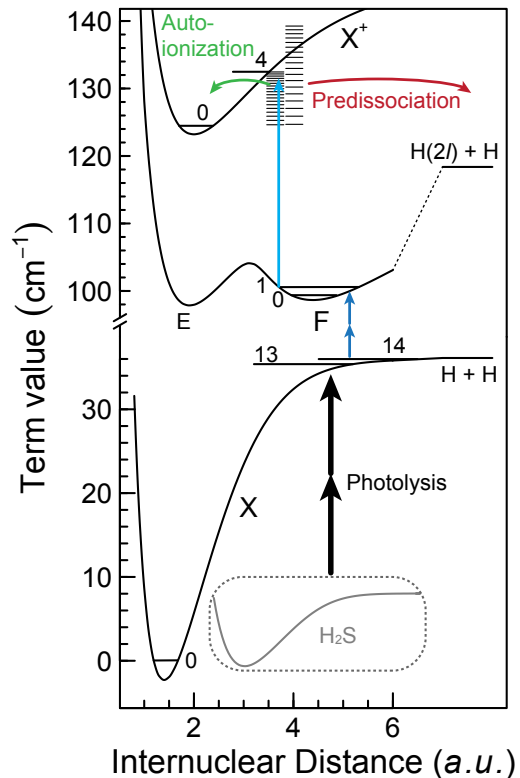 140
130
120
110
100
30
20
10
0
Term value (cm⁻¹)
Auto-
ionization
4
X⁺
Predissociation
0
H(2l) + H
1
0
E
F
13
14
H + H
Photolysis
X
H₂S
0
2
4
6
Internuclear Distance (a.u.)